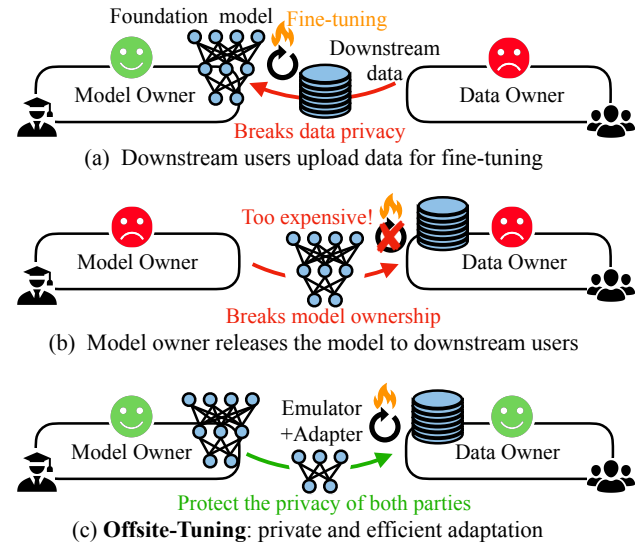 Foundation model
Fine-tuning
Downstream
data
Model Owner
Data Owner
Breaks data privacy
(a) Downstream users upload data for fine-tuning
Too expensive!
Model Owner
Data Owner
Breaks model ownership
(b) Model owner releases the model to downstream users
Emulator
+Adapter
Model Owner
Data Owner
Protect the privacy of both parties
(c) Offsite-Tuning: private and efficient adaptation